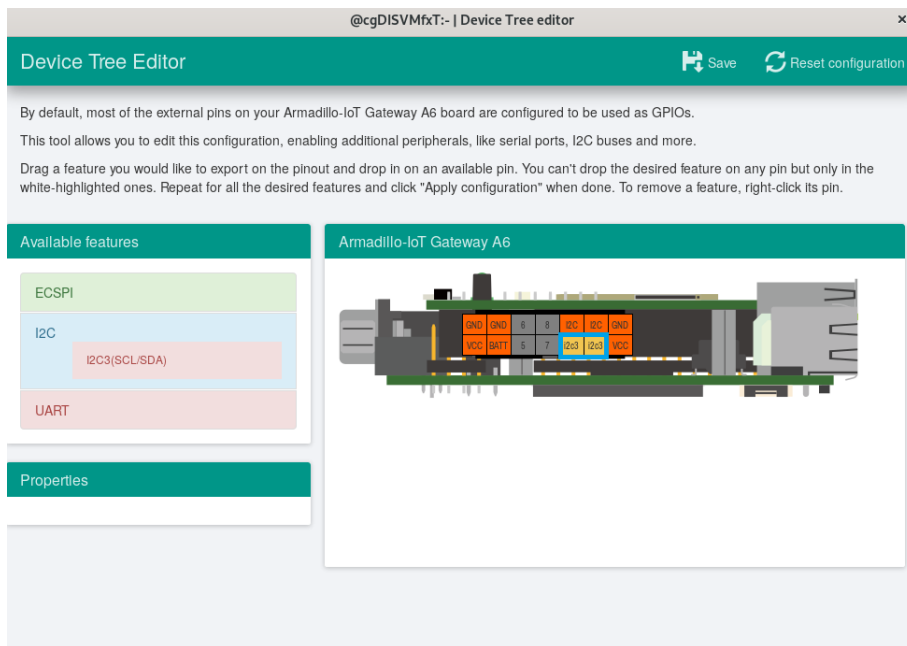 @cgDISVMfxT:~ | Device Tree editor ×
Device Tree Editor
Save
Reset configuration
By default, most of the external pins on your Armadillo-IoT Gateway A6 board are configured to be used as GPIOs.
This tool allows you to edit this configuration, enabling additional peripherals, like serial ports, I2C buses and more.
Drag a feature you would like to export on the pinout and drop in on an available pin. You can't drop the desired feature on any pin but only in the
white-highlighted ones. Repeat for all the desired features and click "Apply configuration" when done. To remove a feature, right-click its pin.
Available features
ECSPI
I2C
I2C3(SCL/SDA)
UART
Properties
Armadillo-IoT Gateway A6
GND GND 6 8 I2C I2C GND
VCC BATT 5 7 i2c3 i2c3 VCC